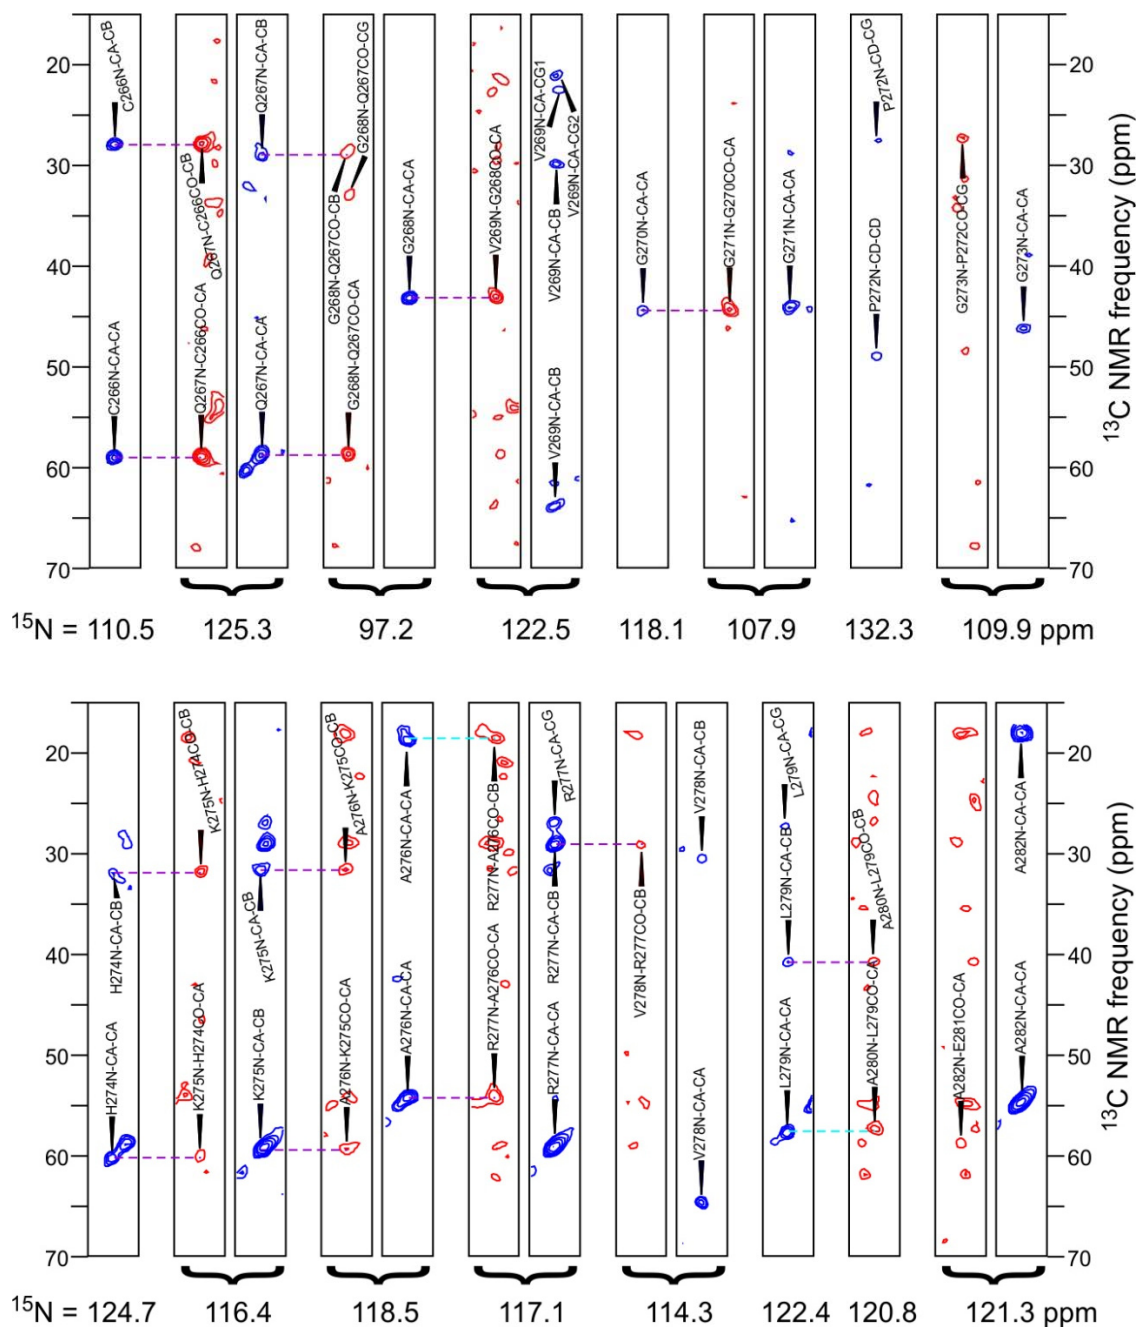 20
30
40
50
60
70
C266N-CA-CB
C266N-CA-CA
Q267N-C266CO-CB
Q267N-C266CO-CA
Q267N-CA-CB
Q267N-CA-CA
G268N-Q267CO-CG
G268N-Q267CO-CB
G268N-Q267CO-CA
G268N-CA-CA
V269N-G268CO-CA
V269N-CA-CG1
V269N-CA-CG2
V269N-CA-CB
V269N-CA-CB
G270N-CA-CA
G271N-G270CO-CA
G271N-CA-CA
P272N-CD-CG
P272N-CD-CD
G273N-P272CO-CG
G273N-CA-CA
20
30
40
50
60
70
13C NMR frequency (ppm)
15N = 110.5 125.3 97.2 122.5 118.1 107.9 132.3 109.9 ppm
20
30
40
50
60
70
H274N-CA-CB
H274N-CA-CA
K275N-H274CO-CB
K275N-H274CO-CA
K275N-CA-CB
K275N-CA-CB
A276N-K275CO-CB
A276N-K275CO-CA
A276N-CA-CA
A276N-CA-CA
R277N-A276CO-CB
R277N-A276CO-CA
R277N-CA-CG
R277N-CA-CB
R277N-CA-CA
V278N-R277CO-CB
V278N-CA-CB
V278N-CA-CA
L279N-CA-CG
L279N-CA-CB
L279N-CA-CA
A280N-L279CO-CB
A280N-L279CO-CA
A282N-E281CO-CA
A282N-CA-CA
A282N-CA-CA
20
30
40
50
60
70
13C NMR frequency (ppm)
15N = 124.7 116.4 118.5 117.1 114.3 122.4 120.8 121.3 ppm